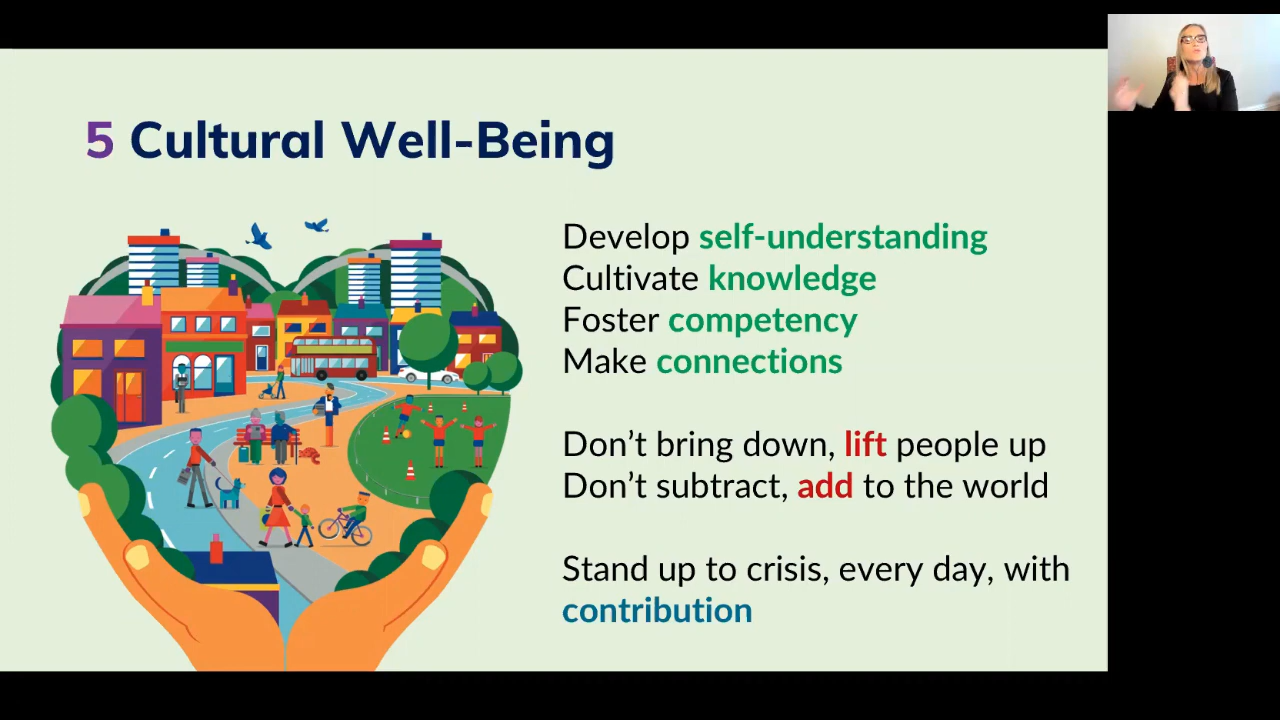 5 Cultural Well-Being
Develop self-understanding
Cultivate knowledge
Foster competency
Make connections
Don’t bring down, lift people up
Don’t subtract, add to the world
Stand up to crisis, every day, with
contribution